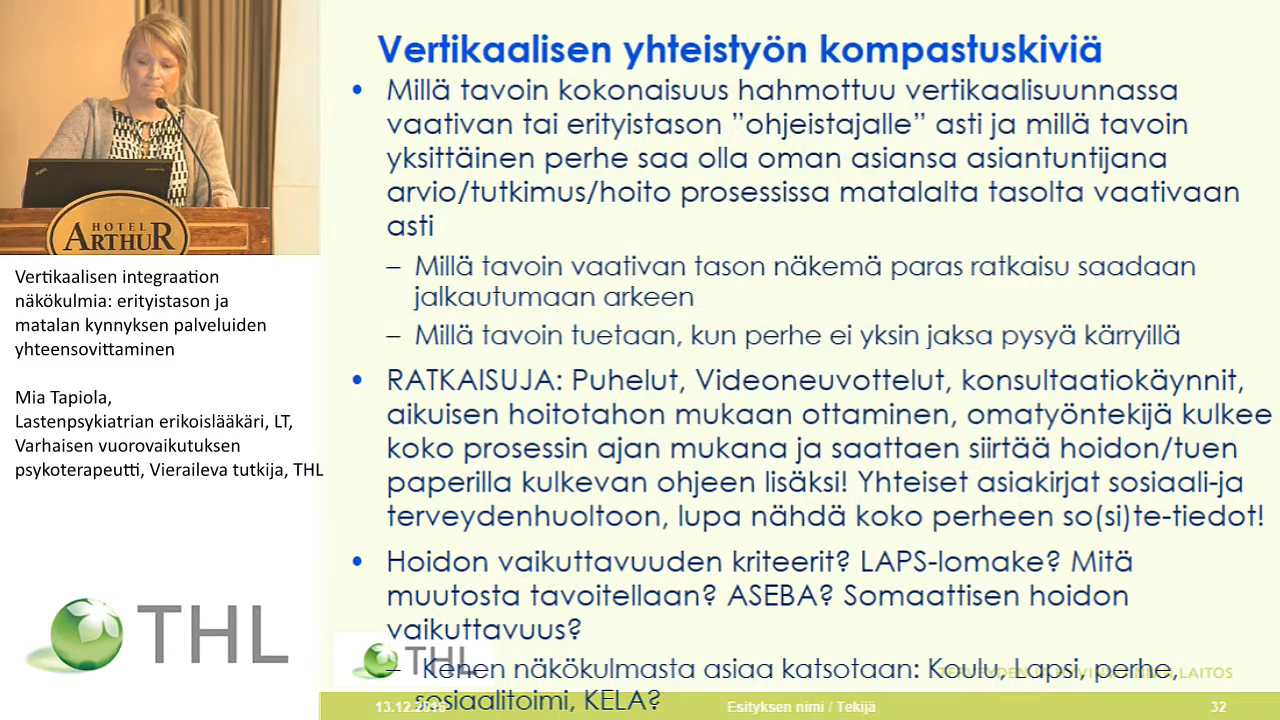 Vertikaalisen yhteistyön kompastuskiviä
• Millä tavoin kokonaisuus hahmottuu vertikaalisuunnassa
vaativan tai erityistason ”ohjeistajalle” asti ja millä tavoin
yksittäinen perhe saa olla oman asiansa asiantuntijana
arvio/tutkimus/hoito prosessissa matalalta tasolta vaativaan
asti
– Millä tavoin vaativan tason näkemä paras ratkaisu saadaan
jalkautumaan arkeen
– Millä tavoin tuetaan, kun perhe ei yksin jaksa pysyä kärryillä
• RATKAISUJA: Puhelut, Videoneuvottelut, konsultaatiokäynnit,
aikuisen hoitotahon mukaan ottaminen, omatyöntekijä kulkee
koko prosessin ajan mukana ja saattaen siirtää hoidon/tuen
paperilla kulkevan ohjeen lisäksi! Yhteiset asiakirjat sosiaali-ja
terveydenhuoltoon, lupa nähdä koko perheen so(si)te-tiedot!
• Hoidon vaikuttavuuden kriteerit? LAPS-lomake? Mitä
muutosta tavoitellaan? ASEBA? Somaattisen hoidon
vaikuttavuus?
– Kenen näkökulmasta asiaa katsotaan: Koulu, Lapsi, perhe,
sosiaalitoimi, KELA?
THL
LAITOS
Esityksen nimi / Tekijä
32
HOTEL
ARTHUR
Vertikaalisen integraation
näkökulmia: erityistason ja
matalan kynnyksen palveluiden
yhteensovittaminen
Mia Tapiola,
Lastenpsykiatrian erikoislääkäri, LT,
Varhaisen vuorovaikutuksen
psykoterapeutti, Vieraileva tutkija, THL
THL